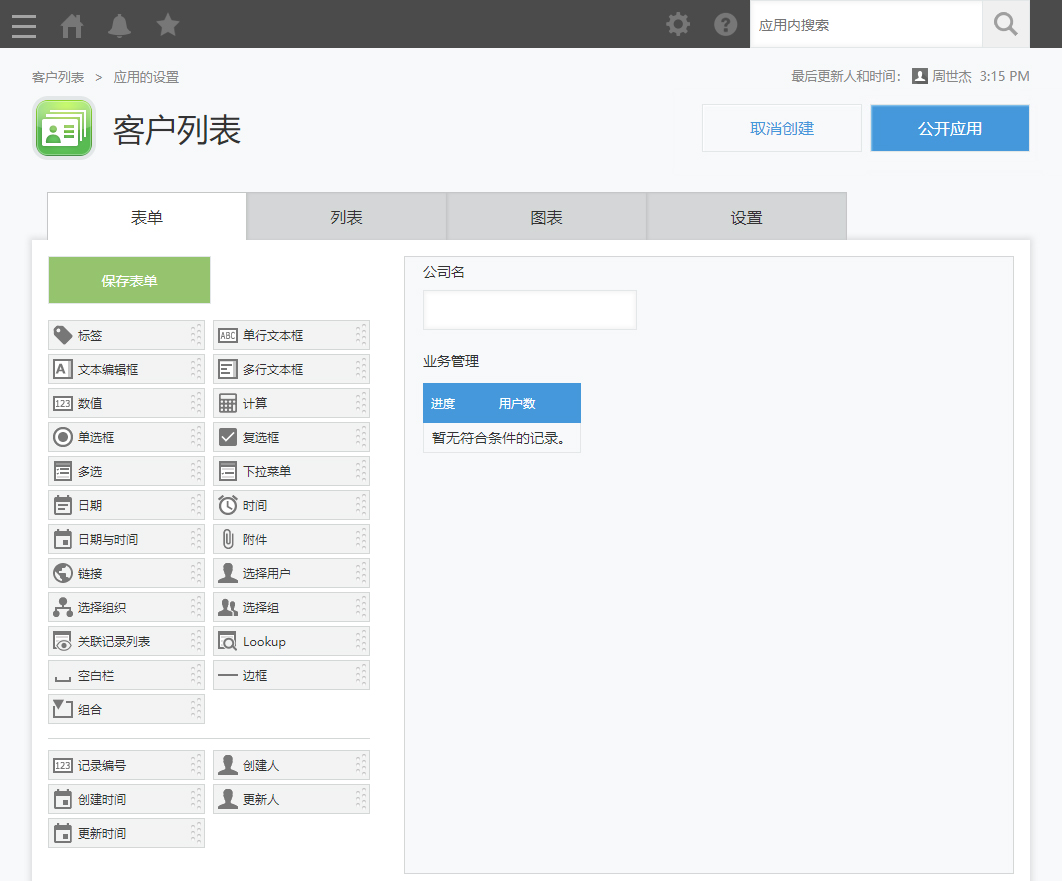 应用内搜索
客户列表 > 应用的设置
最后更新人和时间： 周世杰 3:15 PM
客户列表
取消创建
公开应用
表单
列表
图表
设置
保存表单
标签
ABC 单行文本框
A 文本编辑框
多行文本框
123 数值
计算
单选框
复选框
多选
下拉菜单
日期
时间
日期与时间
附件
链接
选择用户
选择组织
选择组
关联记录列表
Lookup
空白栏
边框
组合
123 记录编号
创建人
创建时间
更新人
更新时间
公司名
业务管理
进度 用户数
暂无符合条件的记录。